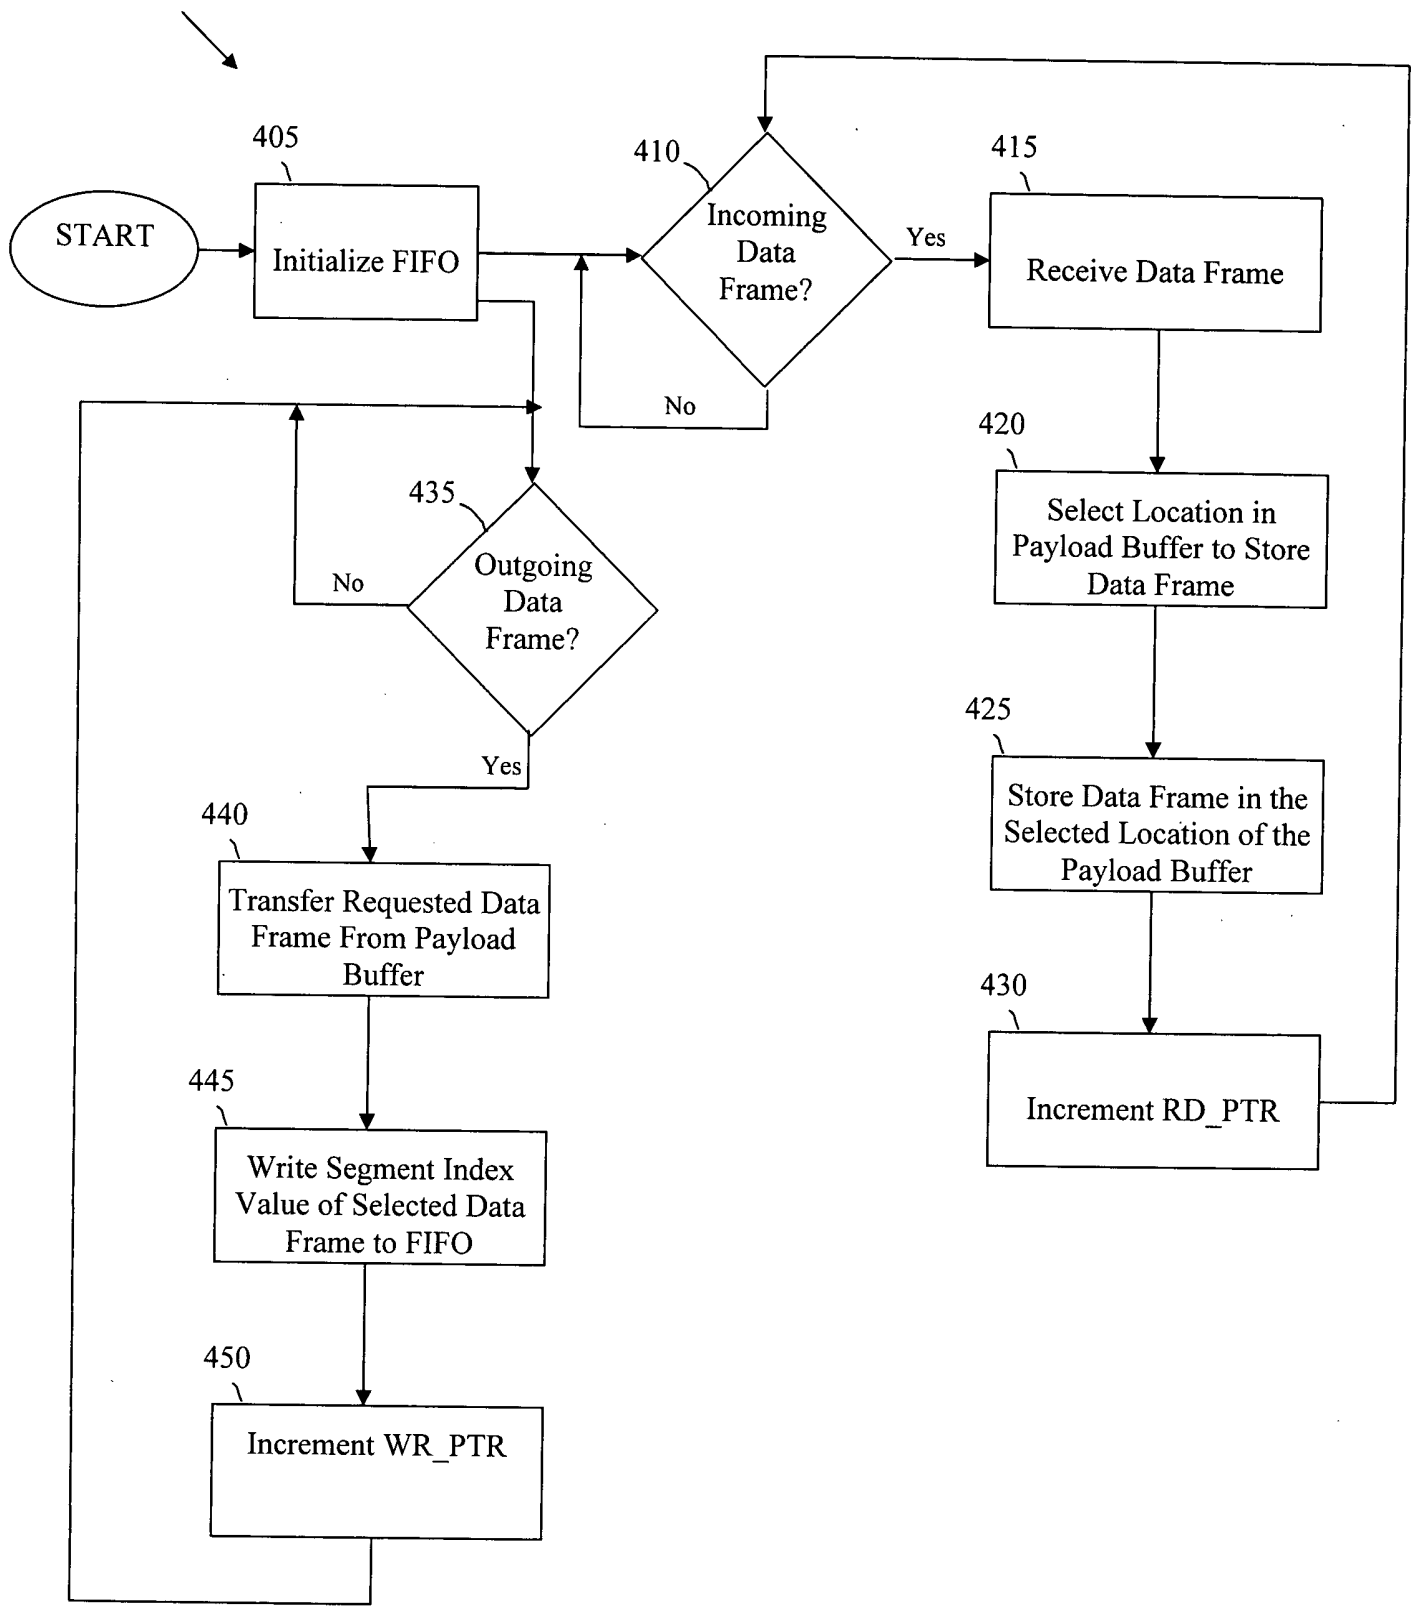 START
405
Initialize FIFO
410
Incoming
Data
Frame?
Yes
No
415
Receive Data Frame
420
Select Location in
Payload Buffer to Store
Data Frame
425
Store Data Frame in the
Selected Location of the
Payload Buffer
430
Increment RD_PTR
435
Outgoing
Data
Frame?
No
Yes
440
Transfer Requested Data
Frame From Payload
Buffer
445
Write Segment Index
Value of Selected Data
Frame to FIFO
450
Increment WR_PTR